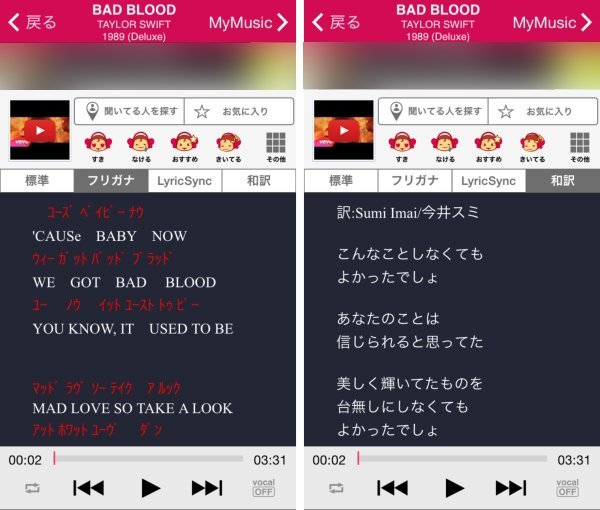 戻る
BAD BLOOD
TAYLOR SWIFT
1989 (Deluxe)
MyMusic
聞いてる人を探す
お気に入り
すき
なける
おすすめ
きいてる
その他
標準
フリガナ
LyricSync
和訳
コーズ ベイビー ナウ
'CAUSe BABY NOW
ウィー ガット バッド ブラッド
WE GOT BAD BLOOD
ユー ノウ イット ユースト トゥ ビー
YOU KNOW, IT USED TO BE
マッド ラヴ ソー テイク ア ルック
MAD LOVE SO TAKE A LOOK
アット ホワット ユーヴ ダン
00:02
03:31
vocal
OFF
戻る
BAD BLOOD
TAYLOR SWIFT
1989 (Deluxe)
MyMusic
聞いてる人を探す
お気に入り
すき
なける
おすすめ
きいてる
その他
標準
フリガナ
LyricSync
和訳
訳:Sumi Imai/今井スミ
こんなことしなくても
よかったでしょ
あなたのことは
信じられると思ってた
美しく輝いてたものを
台無しにしなくても
よかったでしょ
00:02
03:31
vocal
OFF